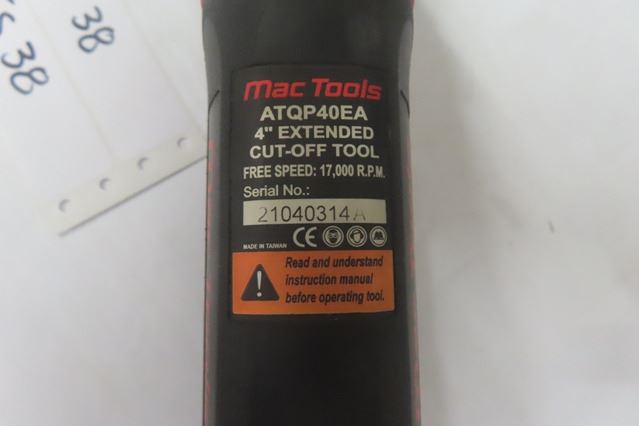 38
38
Mac Tools
ATQP40EA
4" EXTENDED
CUT-OFF TOOL
FREE SPEED: 17,000 R.P.M.
Serial No.:
21040314A
MADE IN TAIWAN CE
Read and understand
instruction manual
before operating tool.